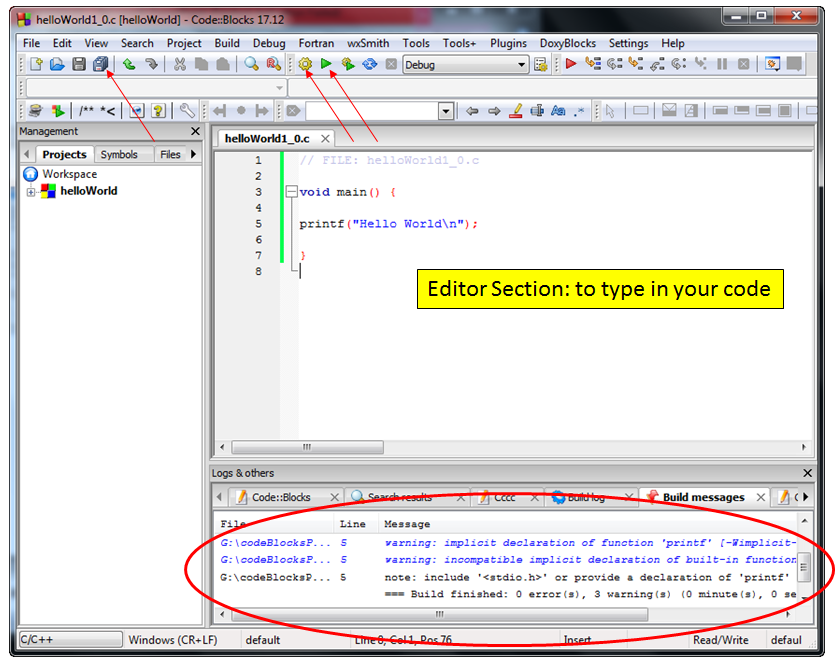 helloWorld1_0.c [helloWorld] - Code::Blocks 17.12
File Edit View Search Project Build Debug Fortran wxSmith Tools Tools+ Plugins DoxyBlocks Settings Help
Debug
/** *<
Management
Projects Symbols Files
Workspace
helloWorld
helloWorld1_0.c
1 // FILE: helloWorld1_0.c
2
3 void main() {
4
5 printf("Hello World\n");
6
7 }
8
Editor Section: to type in your code
Logs & others
Code::Blocks Search results Cccc Build log Build messages
File Line Message
G:\codeBlocksP... 5 warning: implicit declaration of function 'printf' [-Wimplicit-
G:\codeBlocksP... 5 warning: incompatible implicit declaration of built-in function
G:\codeBlocksP... 5 note: include '<stdio.h>' or provide a declaration of 'printf'
=== Build finished: 0 error(s), 3 warning(s) (0 minute(s), 0 se
C/C++ Windows (CR+LF) default Line 8, Col 1, Pos 76 Insert Read/Write defaul